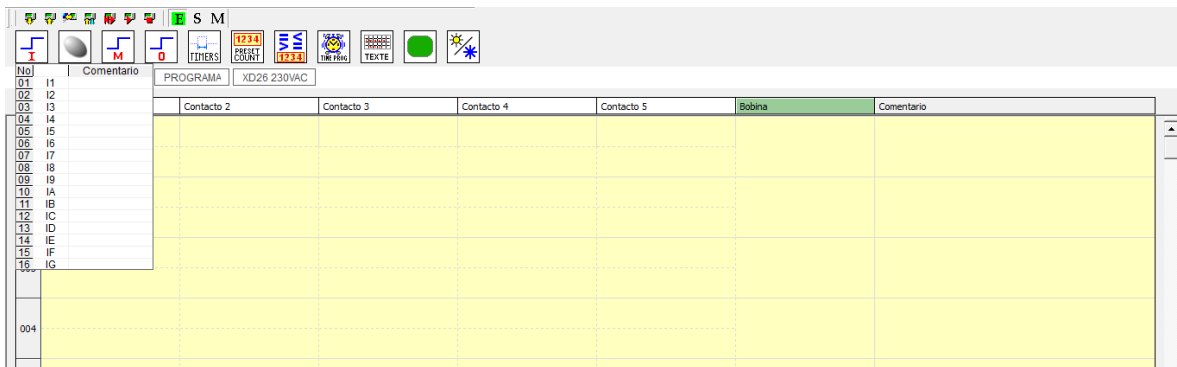 E S M
I M O TIMERS 1234 PRESET COUNT 1234 TIME PROG TEXTE
No Comentario PROGRAMA XD26 230VAC
01 I1
02 I2
03 I3
Contacto 2 Contacto 3 Contacto 4 Contacto 5 Bobina Comentario
04 I4
05 I5
06 I6
07 I7
08 I8
09 I9
10 IA
11 IB
12 IC
13 ID
14 IE
15 IF
16 IG
004